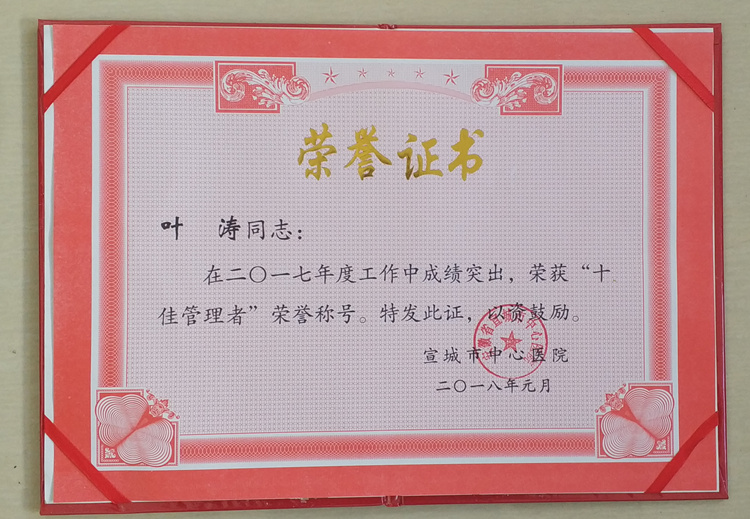 荣誉证书
叶 涛同志：
在二〇一七年度工作中成绩突出，荣获“十
佳管理者”荣誉称号。特发此证，以资鼓励。
宣城市中心医院
二〇一八年元月